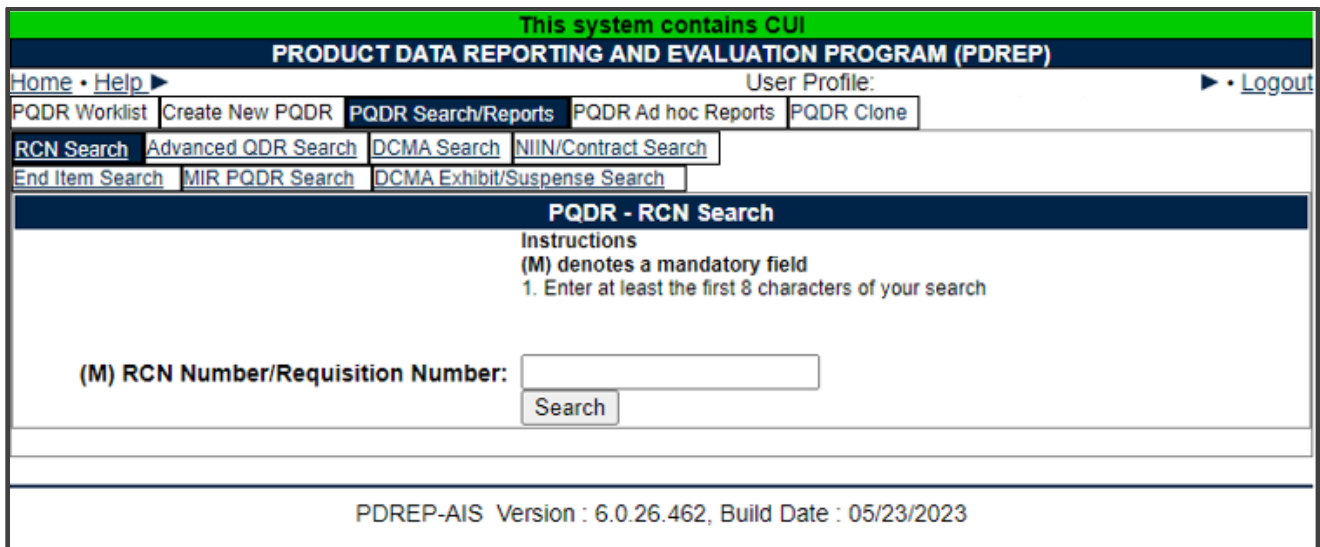 This system contains CUI
PRODUCT DATA REPORTING AND EVALUATION PROGRAM (PDREP)
Home • Help ▶ User Profile: ▶ • Logout
PQDR Worklist Create New PQDR PQDR Search/Reports PQDR Ad hoc Reports PQDR Clone
RCN Search Advanced QDR Search DCMA Search NIIN/Contract Search
End Item Search MIR PQDR Search DCMA Exhibit/Suspense Search
PQDR - RCN Search
Instructions
(M) denotes a mandatory field
1. Enter at least the first 8 characters of your search
(M) RCN Number/Requisition Number:
Search
PDREP-AIS Version : 6.0.26.462, Build Date : 05/23/2023